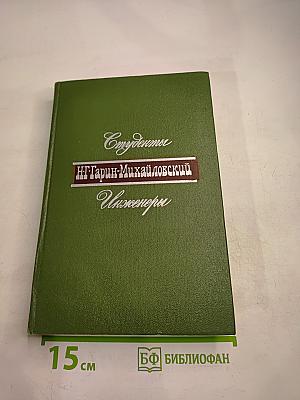 Студенты
Н·Г·Гарин-Михайловский
Инженеры
15 см
БФ БИБЛИОФАН